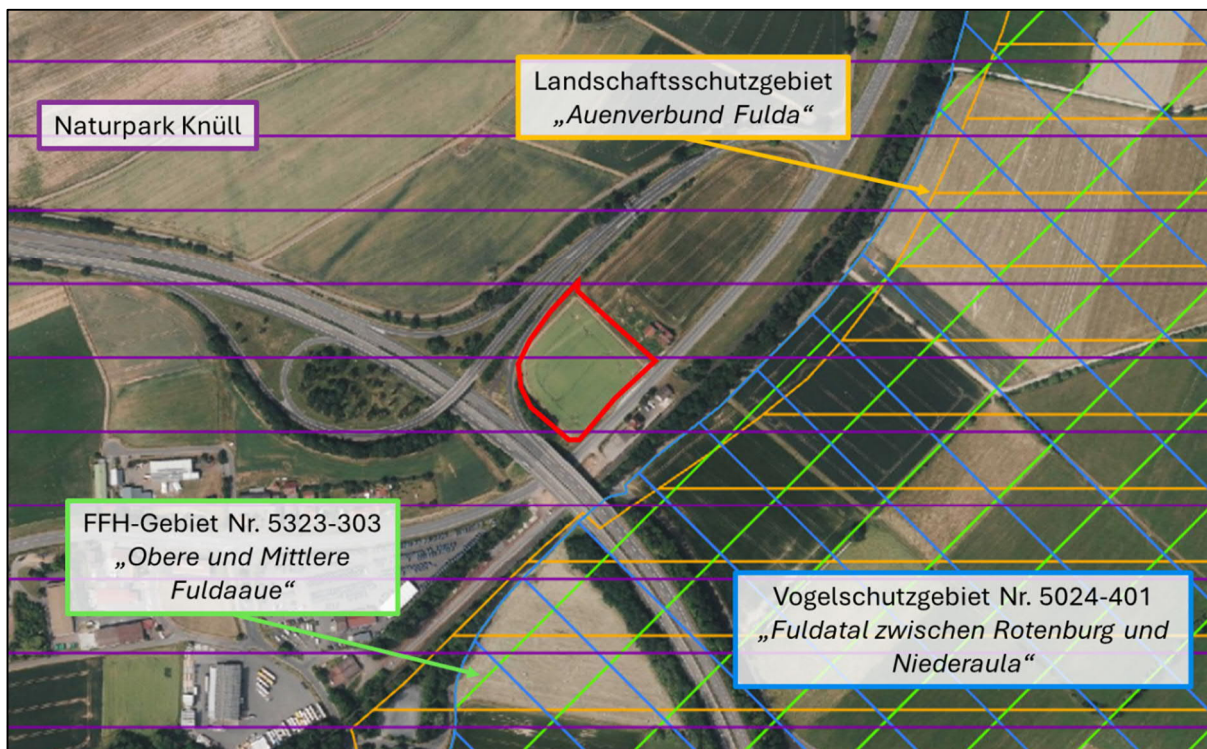 Landschaftsschutzgebiet
„Auenverbund Fulda“
Naturpark Knüll
FFH-Gebiet Nr. 5323-303
„Obere und Mittlere
Fuldaaue“
Vogelschutzgebiet Nr. 5024-401
„Fuldatal zwischen Rotenburg und
Niederaula“